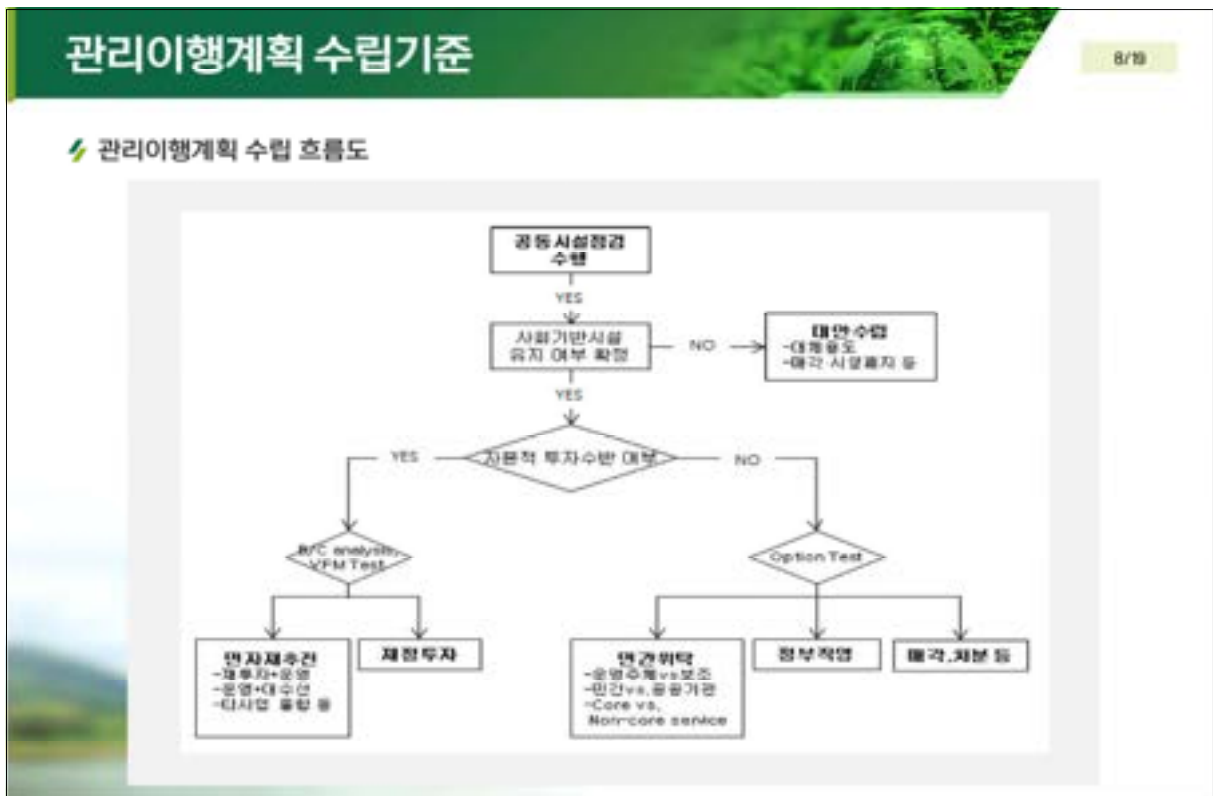 관리이행계획 수립기준
8/19
관리이행계획 수립 흐름도
공동시설점검
수행
YES
사회기반시설
유지 여부 확정
NO
대안수립
-대체용도
-매각 시설폐지 등
YES
자본적 투자수반 여부
YES
NO
B/C analysis,
VFM Test
Option Test
민자재추진
-재투자+운영
-운영+대수선
-타사업 통합 등
재정투자
민간위탁
-운영주체vs보조
-민간vs.공공기관
-Core vs.
Non-core service
정부직영
매각,처분 등